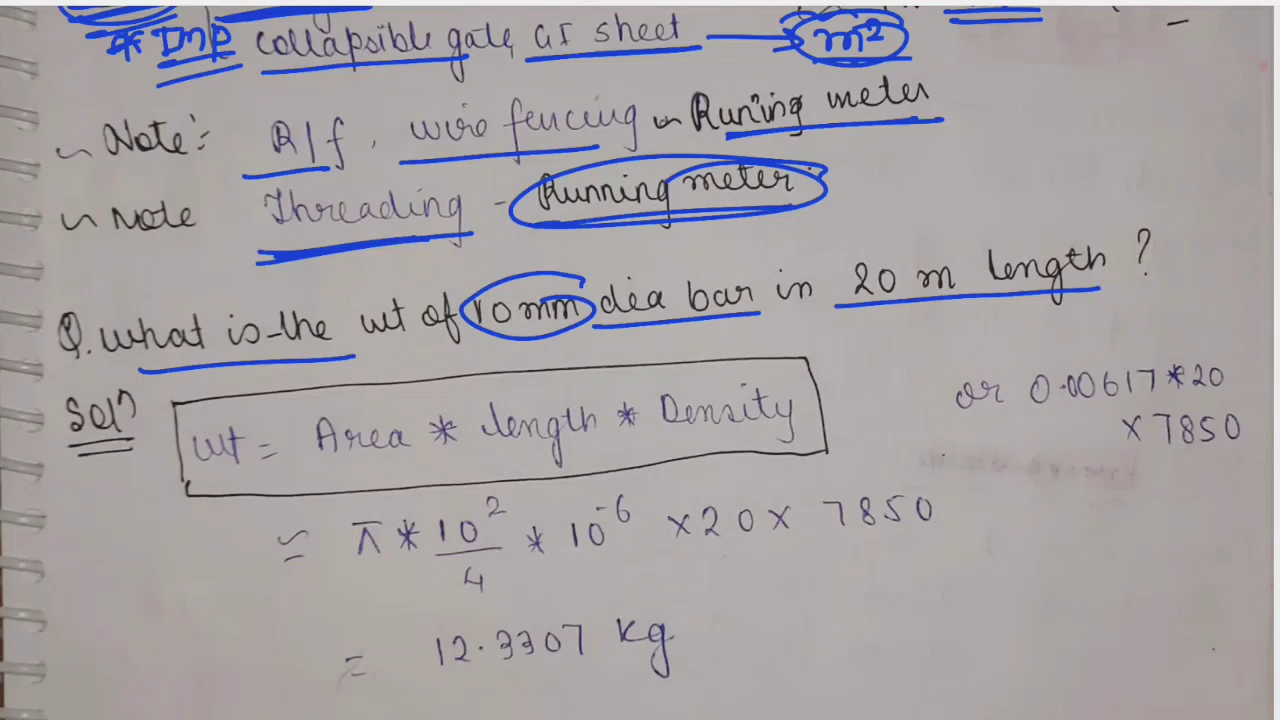 * Imp collapsible gate, GI sheet → m²
~ Note:- R/f, wire fencing ~ Runing meter
~ Note Threading - Running meter
Q. What is the wt of 10mm dia bar in 20 m length?
Solⁿ wt = Area * length * Density
or 0.00617*20
x 7850
= π * 10²/4 * 10⁻⁶ x 20 x 7850
= 12.3307 kg